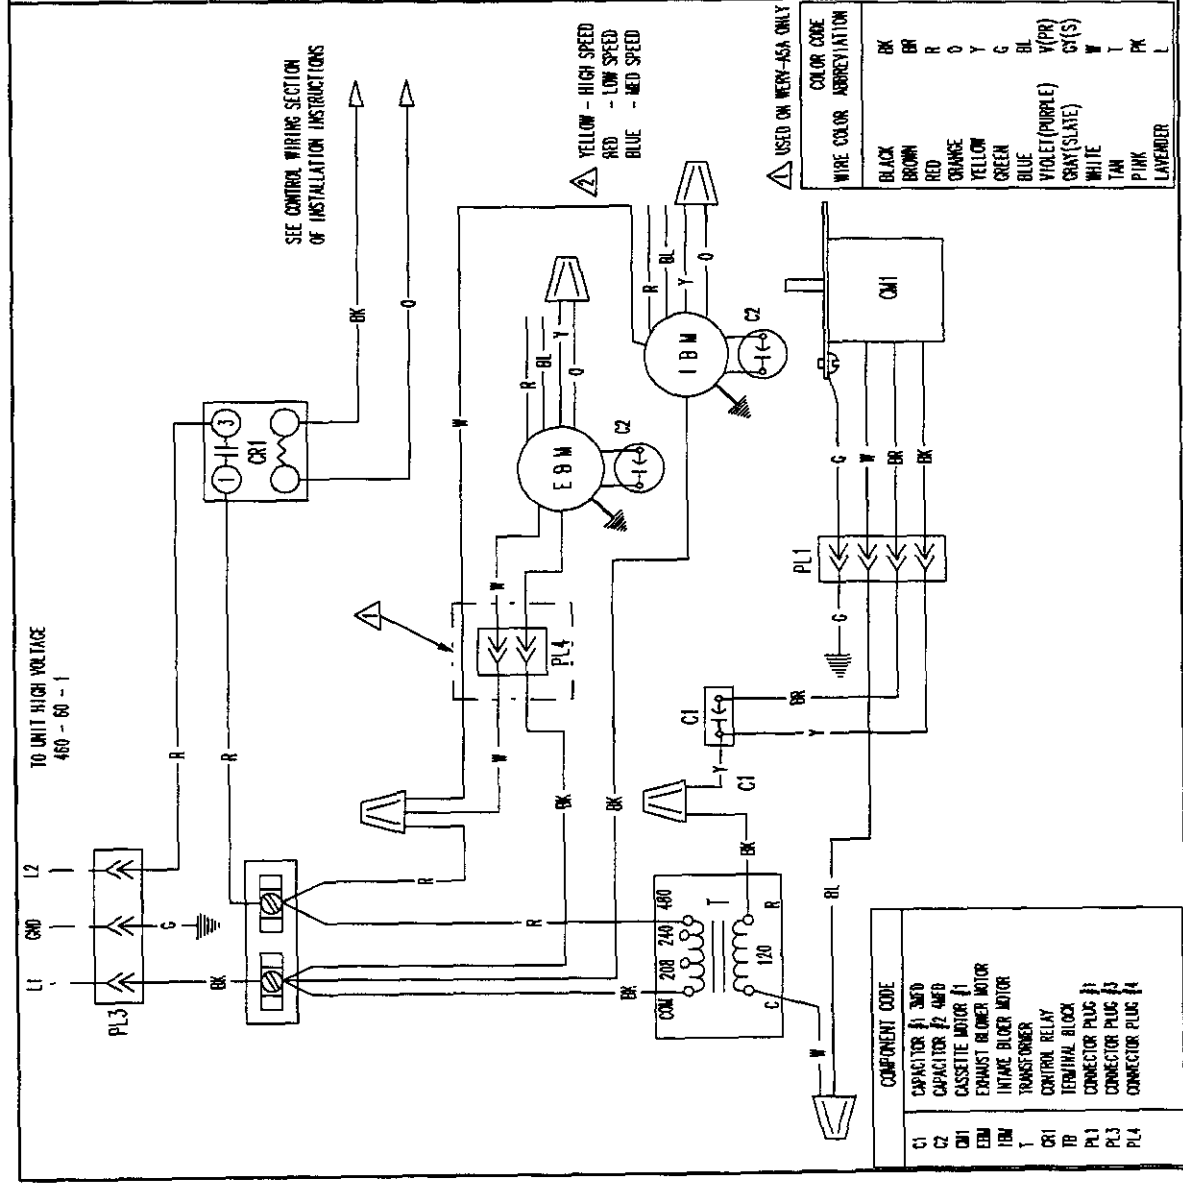 TO UNIT HIGH VOLTAGE
460 - 60 - 1
L1
GND
L2
PL3
BK
G
R
R
1
3
CR1
SEE CONTROL WIRING SECTION
OF INSTALLATION INSTRUCTIONS
BK
O
R
R
BK
BK
BK
W
W
W
1
PL4
EBM
R
BL
Y
O
C2
2
YELLOW - HIGH SPEED
RED - LOW SPEED
BLUE - MED SPEED
IBM
R
BL
Y
O
C2
COM
208
240
480
T
120
C
R
BK
W
BL
Y
C1
C1
Y
BR
G
PL1
G
W
BR
BK
CM1
1
USED ON WERV-A5A ONLY
COLOR CODE
WIRE COLOR ABBREVIATION
BLACK BK
BROWN BR
RED R
ORANGE O
YELLOW Y
GREEN G
BLUE BL
VIOLET(PURPLE) V(PR)
GRAY(SLATE) GY(S)
WHITE W
TAN T
PINK PK
LAVENDER L
COMPONENT CODE
C1 CAPACITOR #1 3MFD
C2 CAPACITOR #2 4MFD
CM1 CASSETTE MOTOR #1
EBM EXHAUST BLOWER MOTOR
IBM INTAKE BLOER MOTOR
T TRANSFORMER
CR1 CONTROL RELAY
TB TERMINAL BLOCK
PL1 CONNECTOR PLUG #1
PL3 CONNECTOR PLUG #3
PL4 CONNECTOR PLUG #4